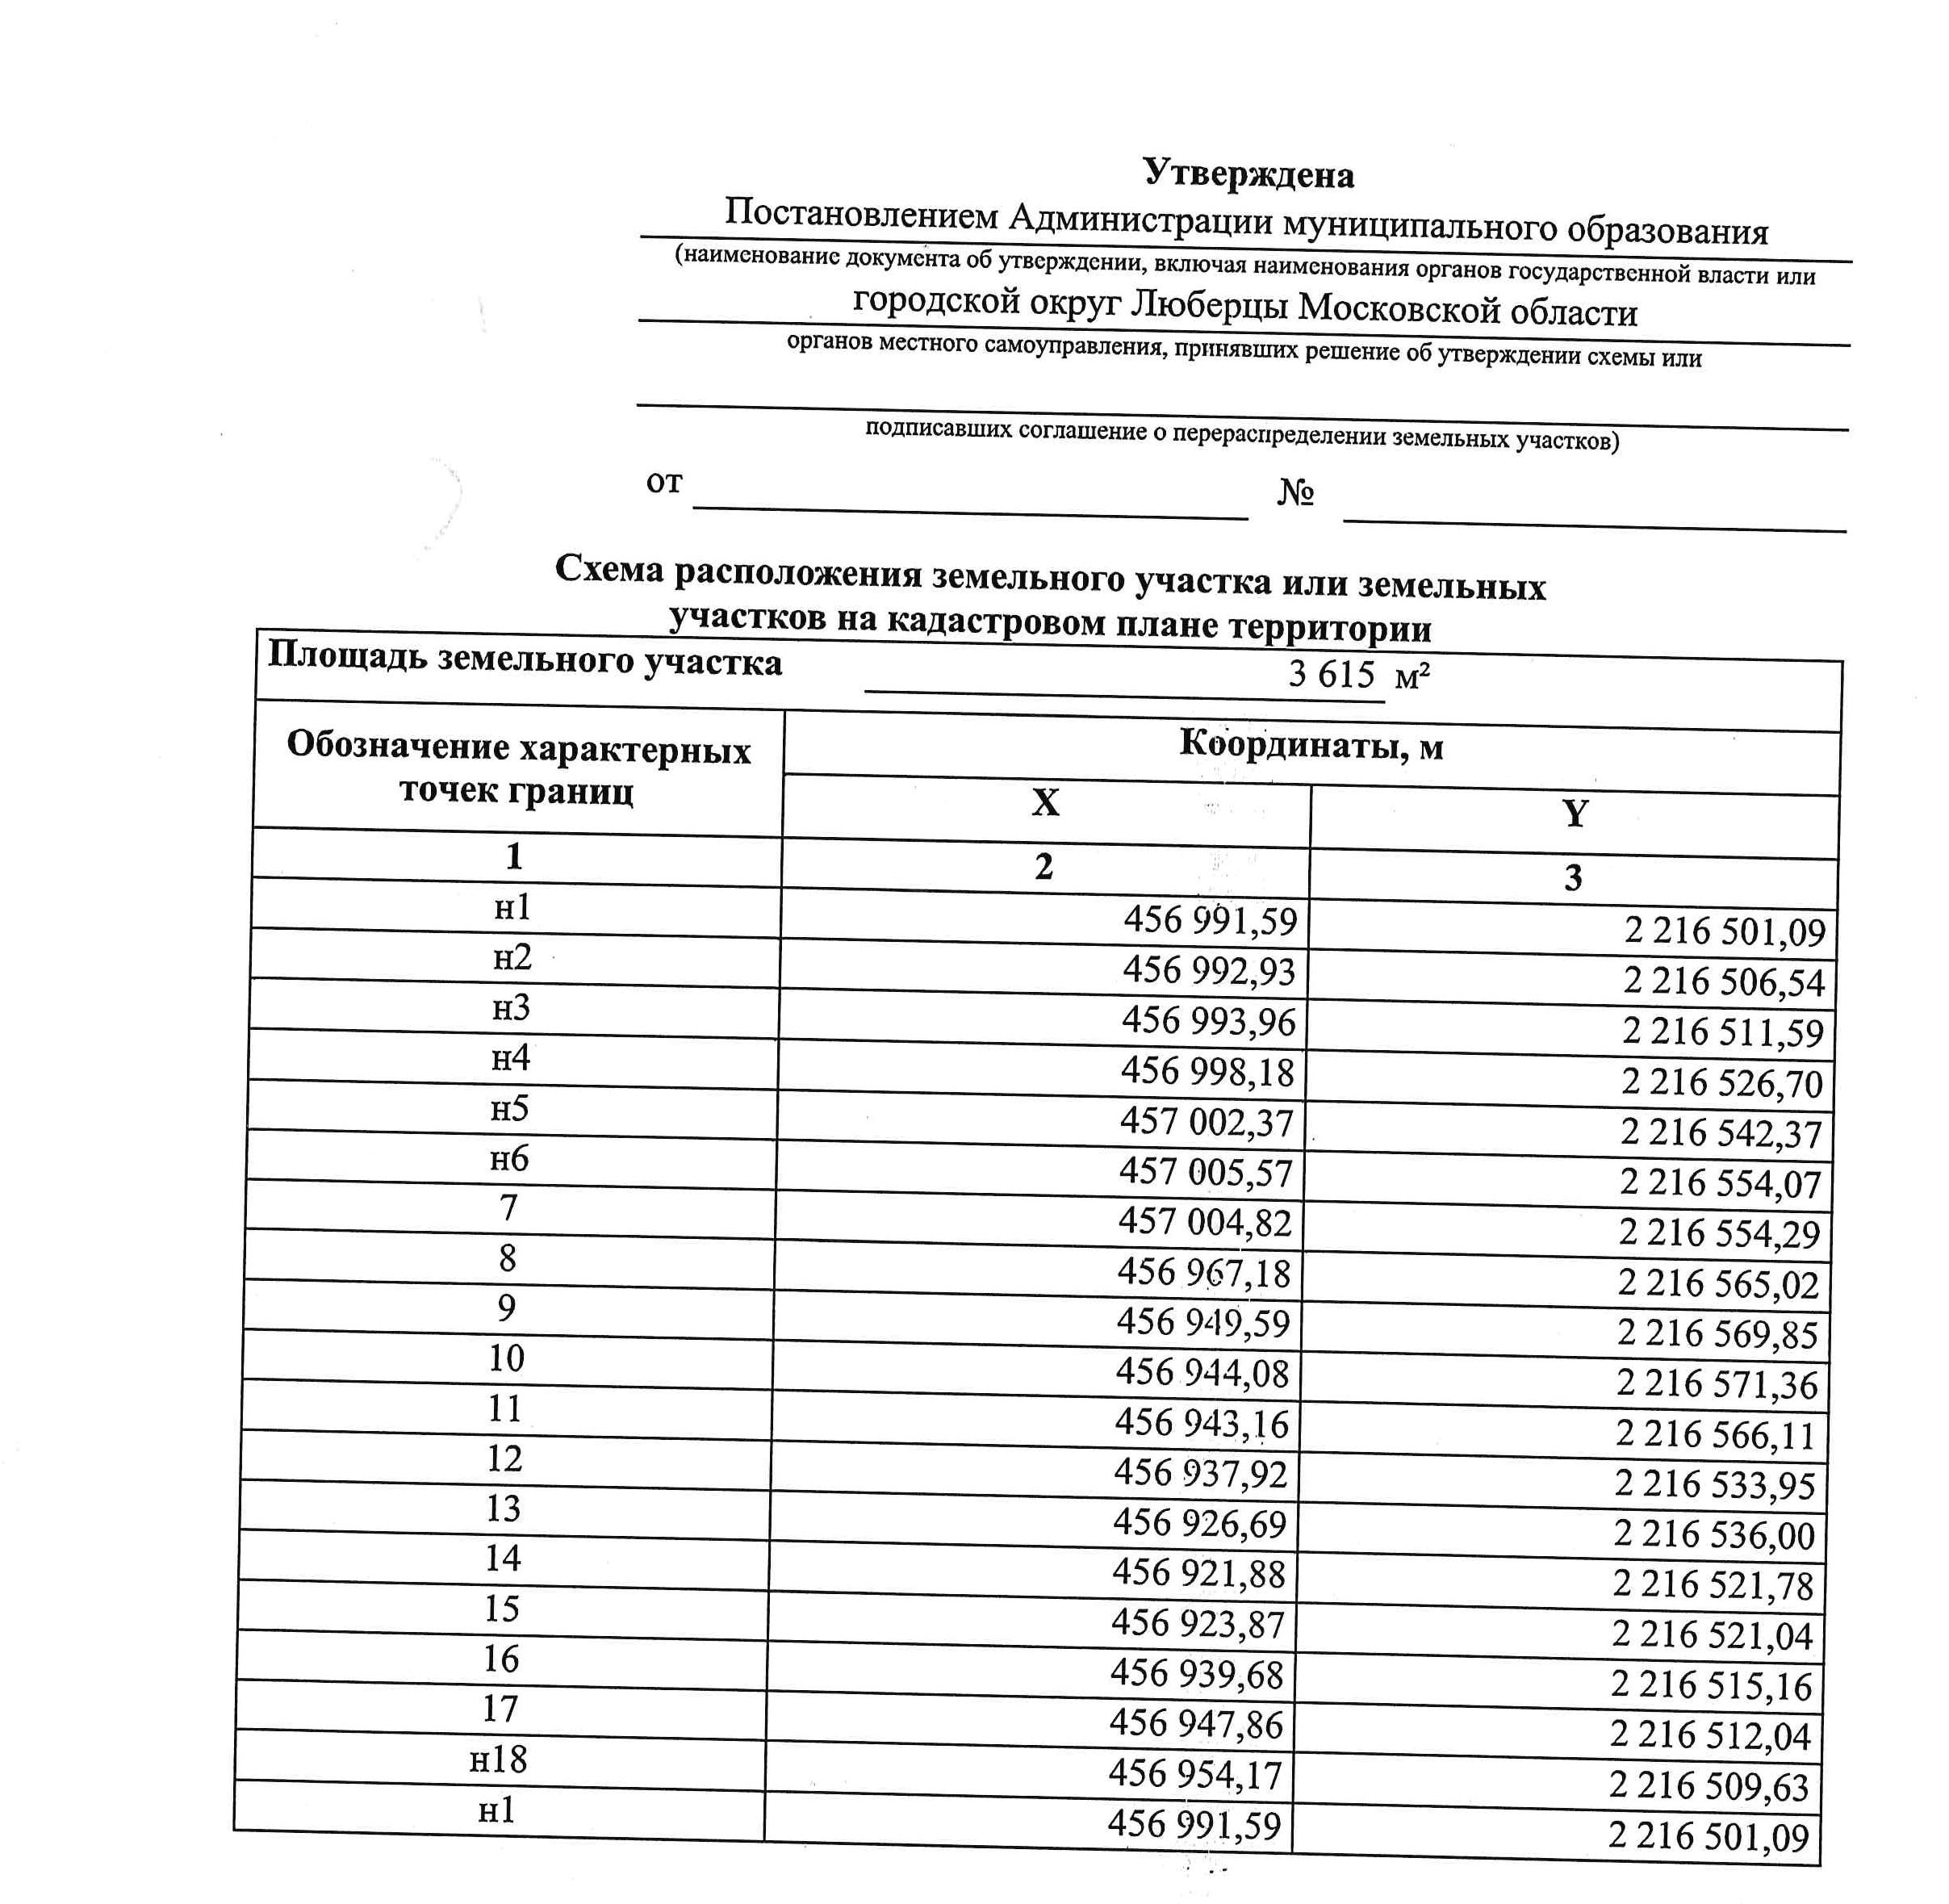 Утверждена
Постановлением Администрации муниципального образования
(наименование документа об утверждении, включая наименования органов государственной власти или
городской округ Люберцы Московской области
органов местного самоуправления, принявших решение об утверждении схемы или
подписавших соглашение о перераспределении земельных участков)
от №
Схема расположения земельного участка или земельных
участков на кадастровом плане территории
Площадь земельного участка 3 615 м²
Обозначение характерных
точек границ
Координаты, м
X Y
1 2 3
н1 456 991,59 2 216 501,09
н2 456 992,93 2 216 506,54
н3 456 993,96 2 216 511,59
н4 456 998,18 2 216 526,70
н5 457 002,37 2 216 542,37
н6 457 005,57 2 216 554,07
7 457 004,82 2 216 554,29
8 456 967,18 2 216 565,02
9 456 949,59 2 216 569,85
10 456 944,08 2 216 571,36
11 456 943,16 2 216 566,11
12 456 937,92 2 216 533,95
13 456 926,69 2 216 536,00
14 456 921,88 2 216 521,78
15 456 923,87 2 216 521,04
16 456 939,68 2 216 515,16
17 456 947,86 2 216 512,04
н18 456 954,17 2 216 509,63
н1 456 991,59 2 216 501,09